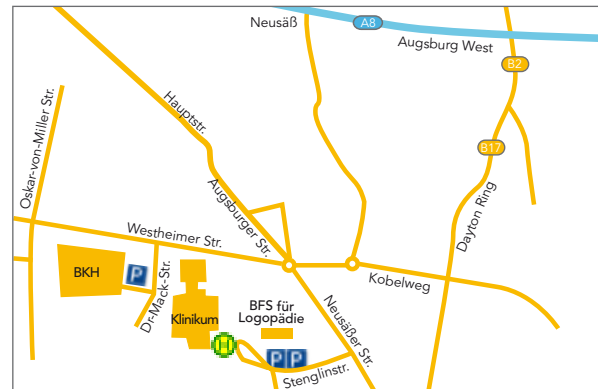 Neusäß
A8
Augsburg West
B2
Hauptstr.
Oskar-von-Miller Str.
B17
Augsburger Str.
Dayton Ring
Westheimer Str.
Kobelweg
BKH
P
Dr-Mack-Str.
Klinikum
BFS für
Logopädie
Neusäßer Str.
H
P P
Stenglinstr.